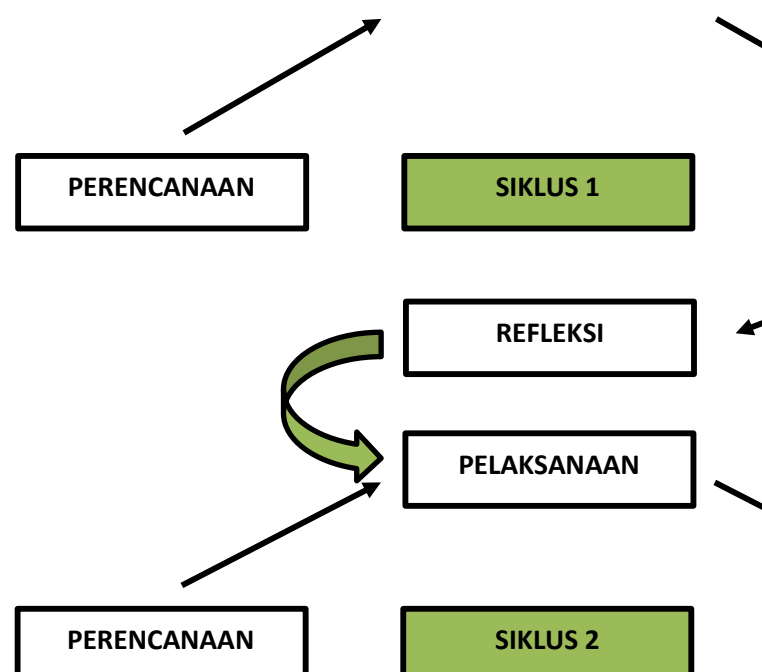 PERENCANAAN
SIKLUS 1
REFLEKSI
PELAKSANAAN
PERENCANAAN
SIKLUS 2